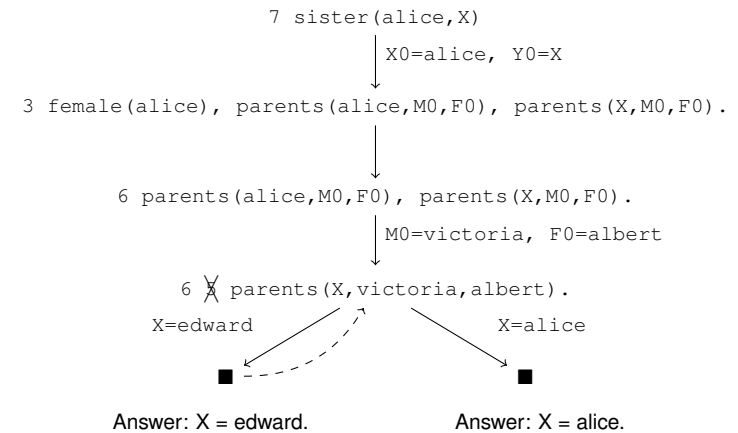 7 sister(alice,X)
X0=alice, Y0=X
3 female(alice), parents(alice,M0,F0), parents(X,M0,F0).
6 parents(alice,M0,F0), parents(X,M0,F0).
M0=victoria, F0=albert
6 5 parents(X,victoria,albert).
X=edward X=alice
Answer: X = edward. Answer: X = alice.